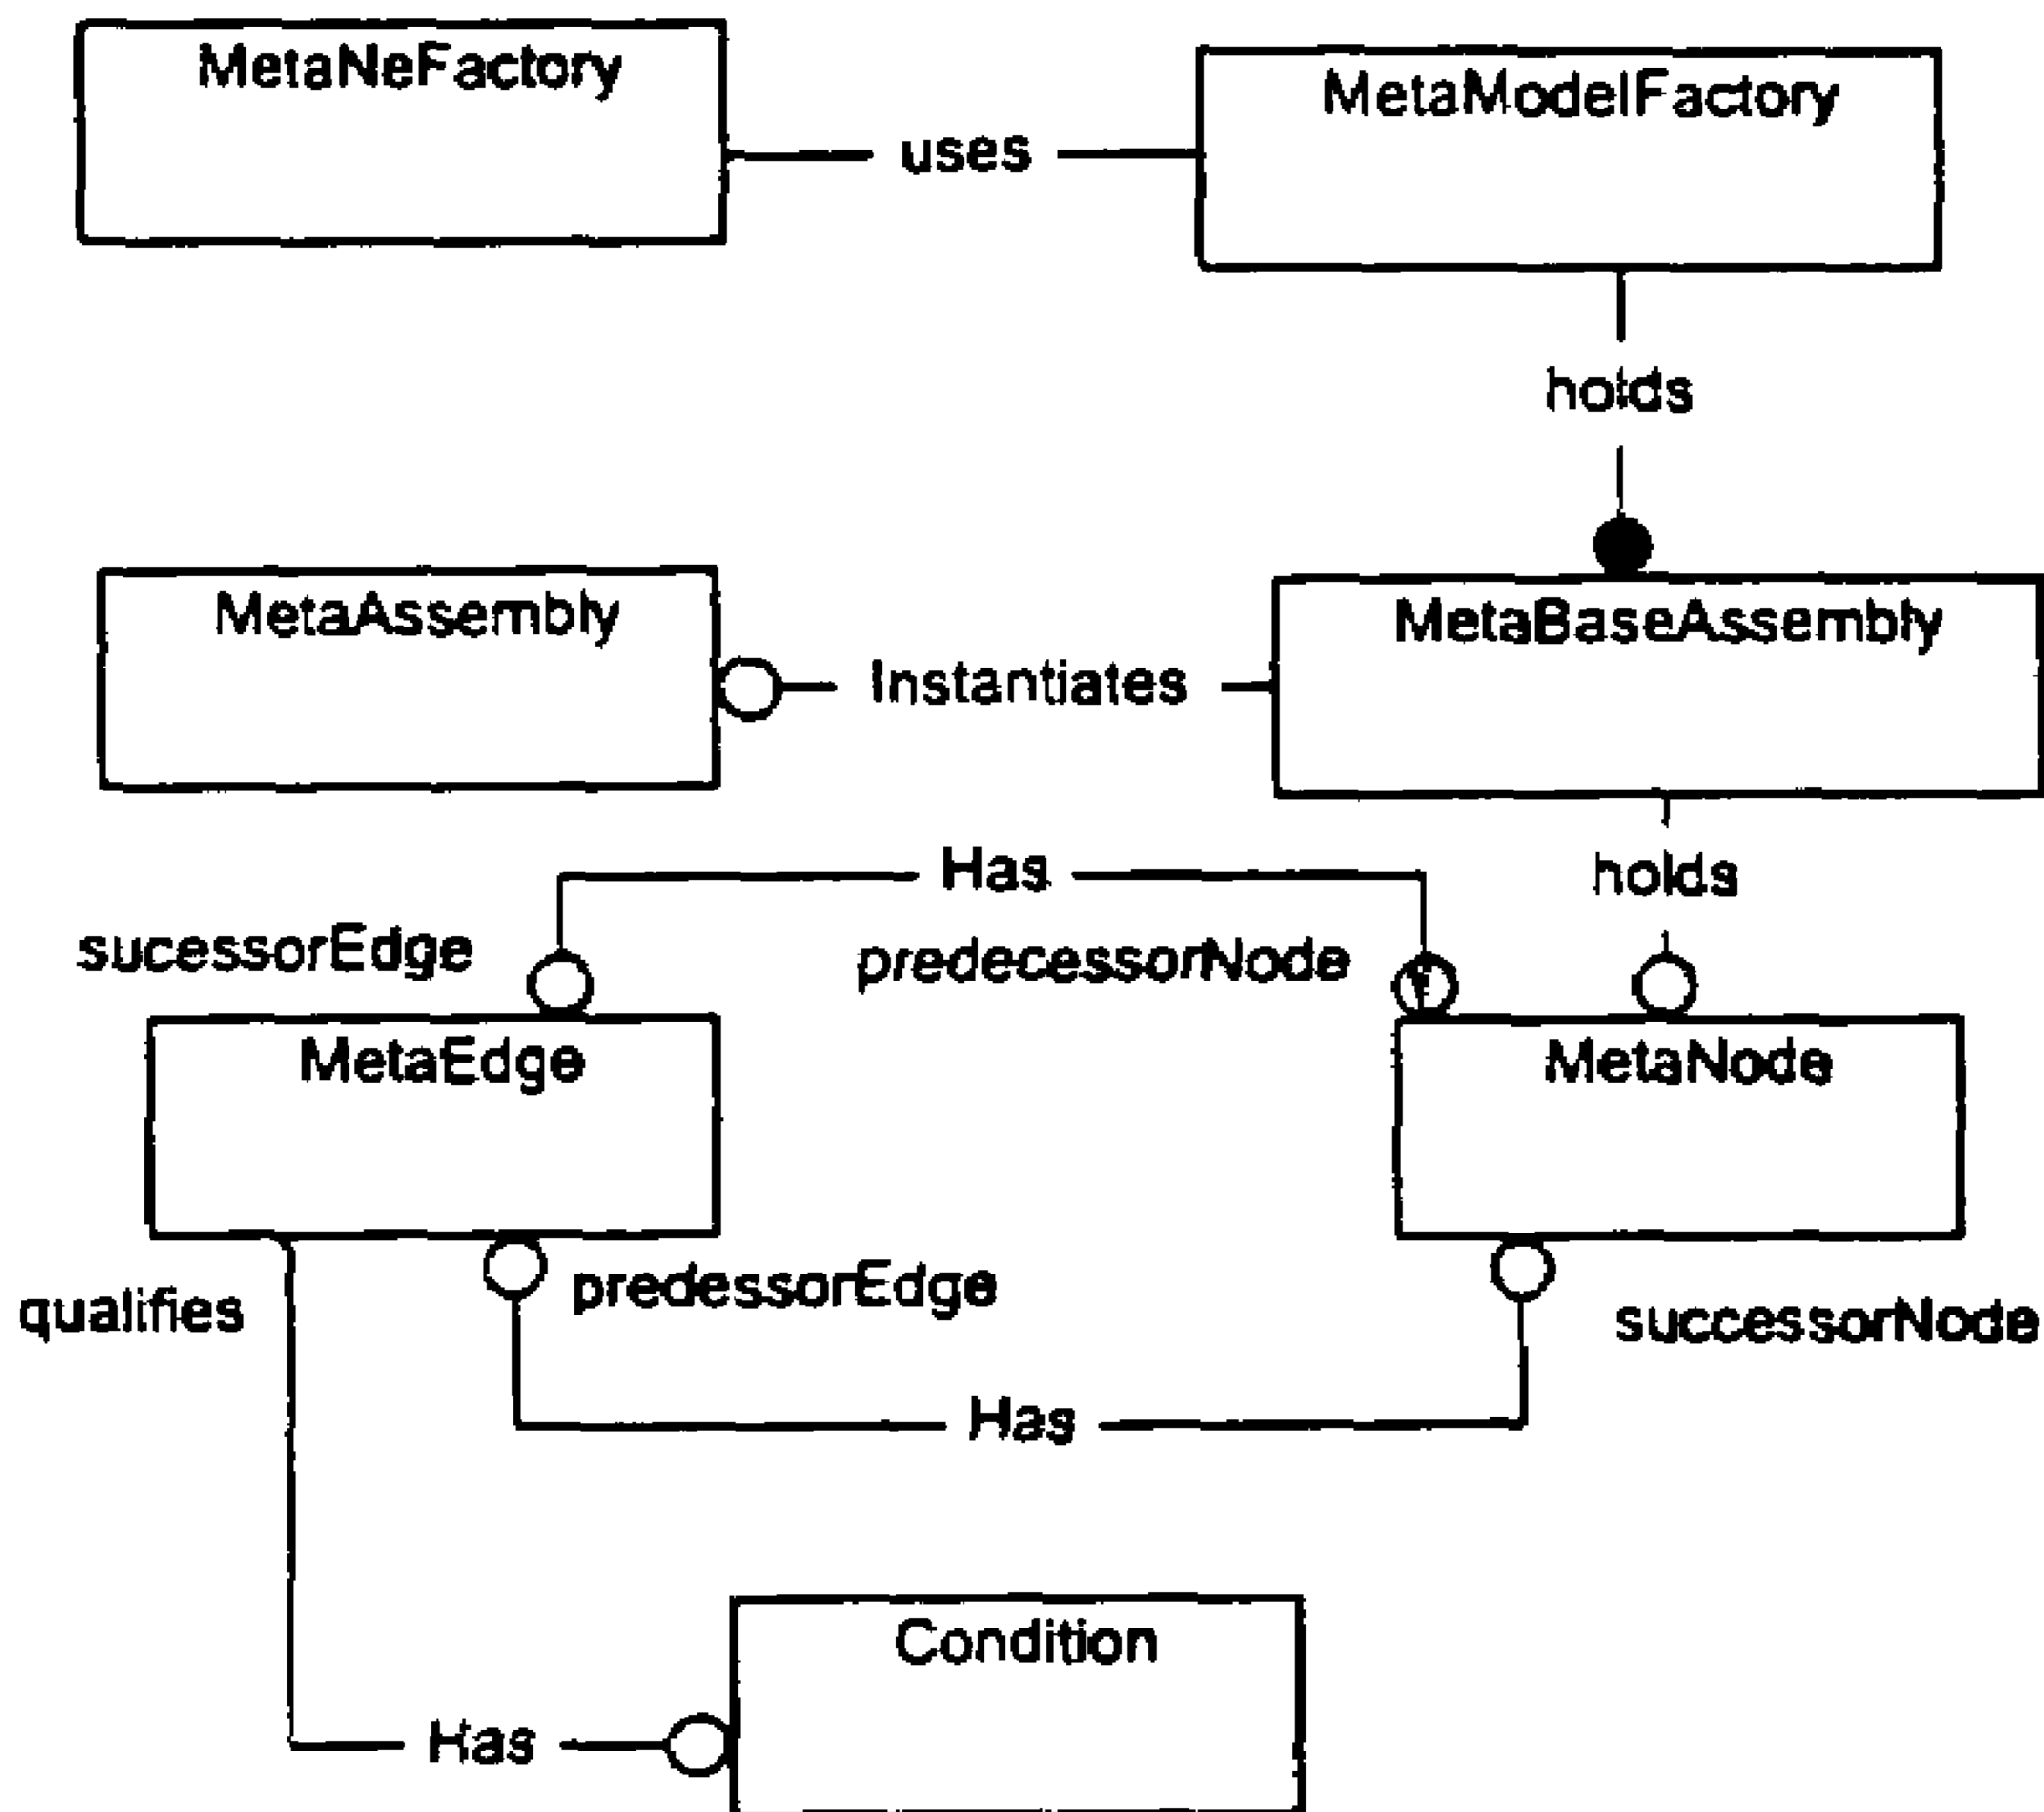 MetaNeFactory
MetaModelFactory
uses
holds
MetaAssembly
MetaBaseAssembly
Instantiates
Has
holds
sucessorEdge
predecessorNode
MetaEdge
MetaNode
qualifies
predessorEdge
successorNode
Has
Condition
Has